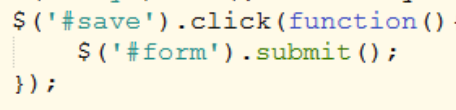 $('#save').click(function()
    $('#form').submit();
});